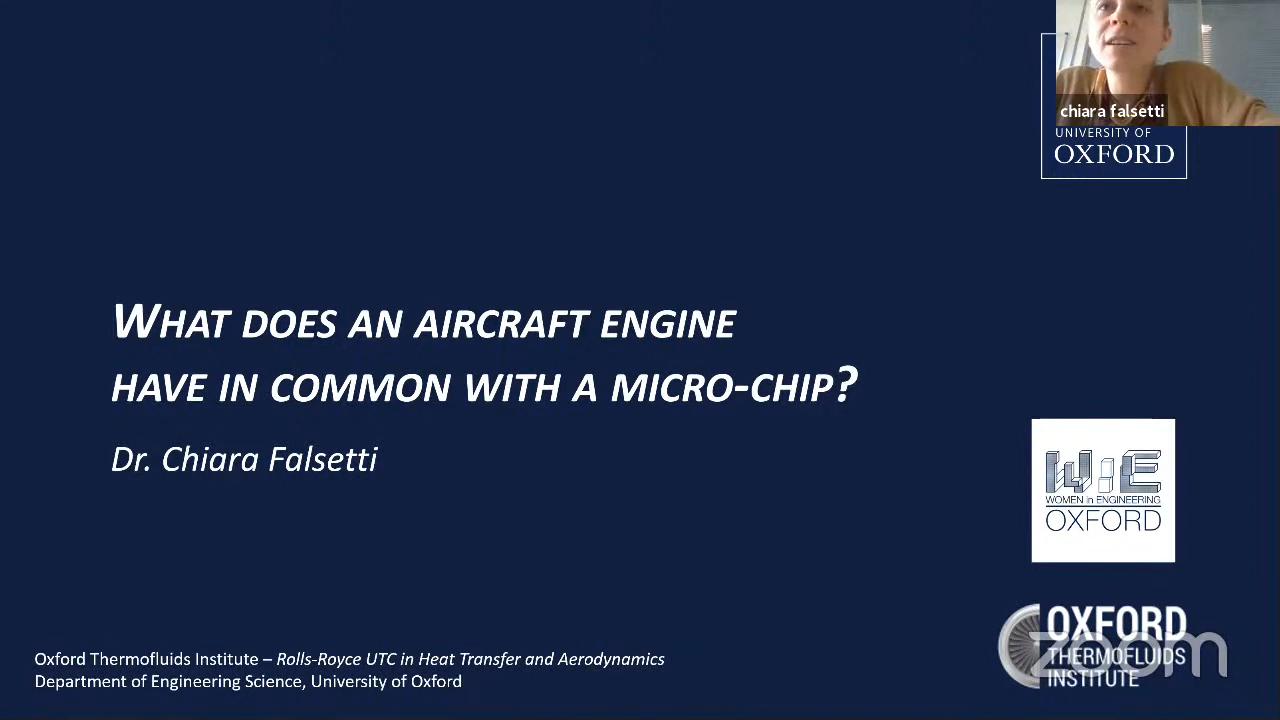 chiara falsetti
UNIVERSITY OF
OXFORD
WHAT DOES AN AIRCRAFT ENGINE
HAVE IN COMMON WITH A MICRO-CHIP?
Dr. Chiara Falsetti
WIE
WOMEN in ENGINEERING
OXFORD
OXFORD
THERMOFLUIDS
INSTITUTE
zoom
Oxford Thermofluids Institute – Rolls-Royce UTC in Heat Transfer and Aerodynamics
Department of Engineering Science, University of Oxford